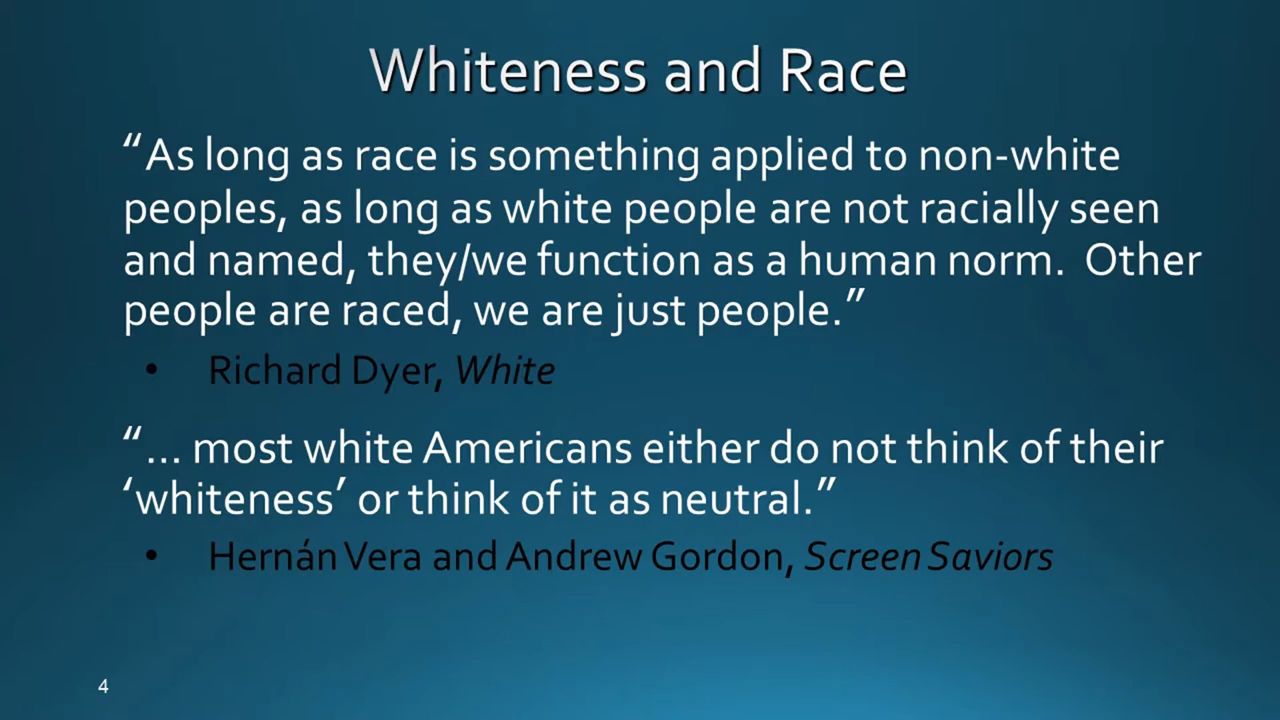 Whiteness and Race
“As long as race is something applied to non-white
peoples, as long as white people are not racially seen
and named, they/we function as a human norm.  Other
people are raced, we are just people.”
• Richard Dyer, White
“… most white Americans either do not think of their
‘whiteness’ or think of it as neutral.”
• Hernán Vera and Andrew Gordon, Screen Saviors
4